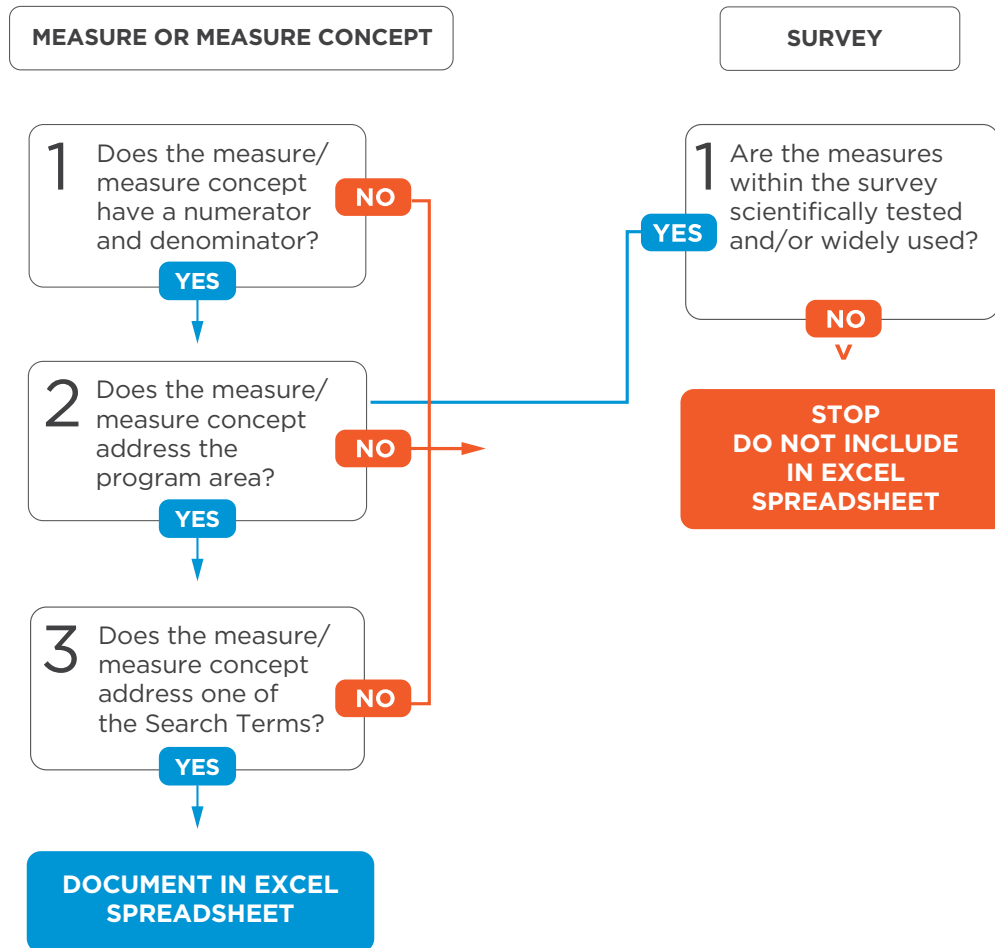 MEASURE OR MEASURE CONCEPT
1 Does the measure/
measure concept
have a numerator
and denominator?
NO
YES
2 Does the measure/
measure concept
address the
program area?
NO
YES
3 Does the measure/
measure concept
address one of
the Search Terms?
NO
YES
DOCUMENT IN EXCEL
SPREADSHEET
SURVEY
1 Are the measures
within the survey
scientifically tested
and/or widely used?
YES
NO
STOP
DO NOT INCLUDE
IN EXCEL
SPREADSHEET